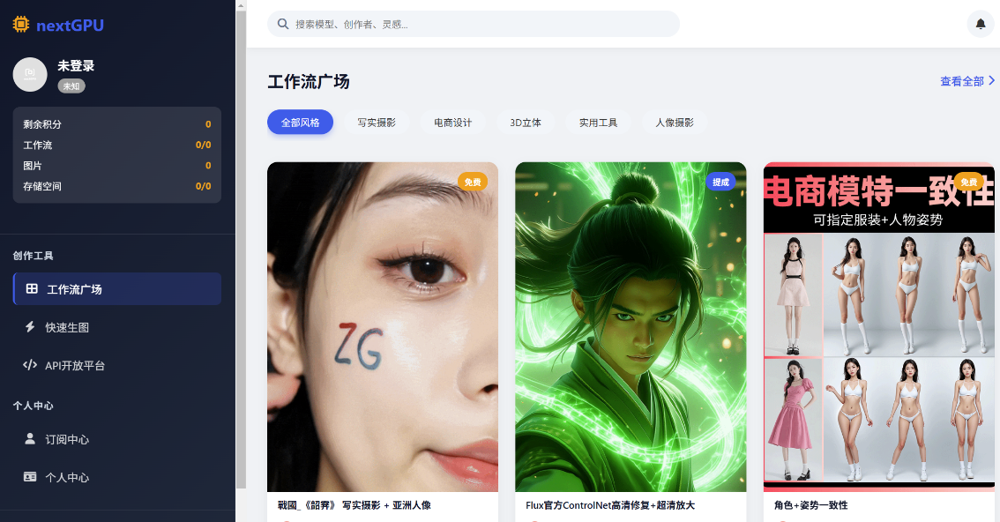 nextGPU
未登录
未知
剩余积分 0
工作流 0/0
图片 0
存储空间 0/0
创作工具
工作流广场
快速生图
API开放平台
个人中心
订阅中心
个人中心
搜索模型、创作者、灵感...
工作流广场
查看全部
全部风格 写实摄影 电商设计 3D立体 实用工具 人像摄影
免费
ZG
戰國_《韶霁》 写实摄影 + 亚洲人像
提成
Flux官方ControlNet高清修复+超清放大
免费
电商模特一致性
可指定服装+人物姿势
角色+姿势一致性